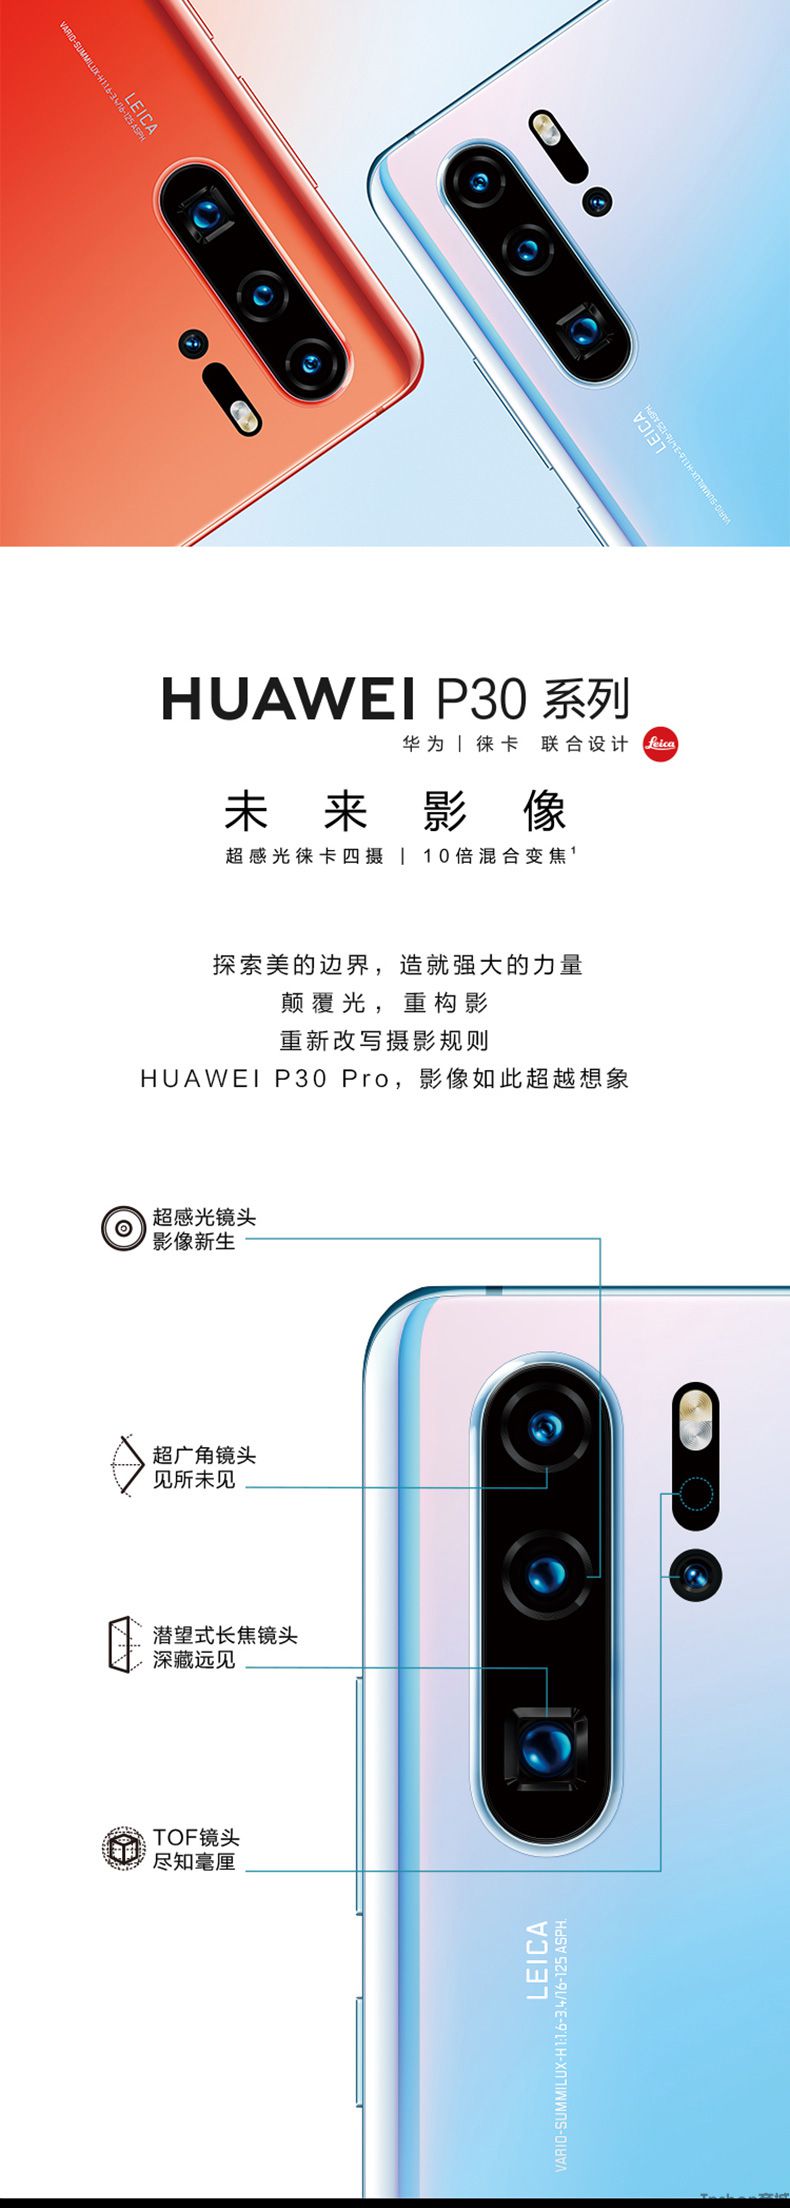 LEICA
VARIO-SUMMILUX-H 1:1.6-3.4/16-125 ASPH.
LEICA
VARIO-SUMMILUX-H 1:1.6-3.4/16-125 ASPH.
HUAWEI P30 系列
华为 | 徕卡 联合设计 Leica
未来影像
超感光徕卡四摄 | 10倍混合变焦¹
探索美的边界，造就强大的力量
颠覆光，重构影
重新改写摄影规则
HUAWEI P30 Pro，影像如此超越想象
超感光镜头
影像新生
超广角镜头
见所未见
潜望式长焦镜头
深藏远见
TOF镜头
尽知毫厘
LEICA
VARIO-SUMMILUX-H 1:1.6-3.4/16-125 ASPH.